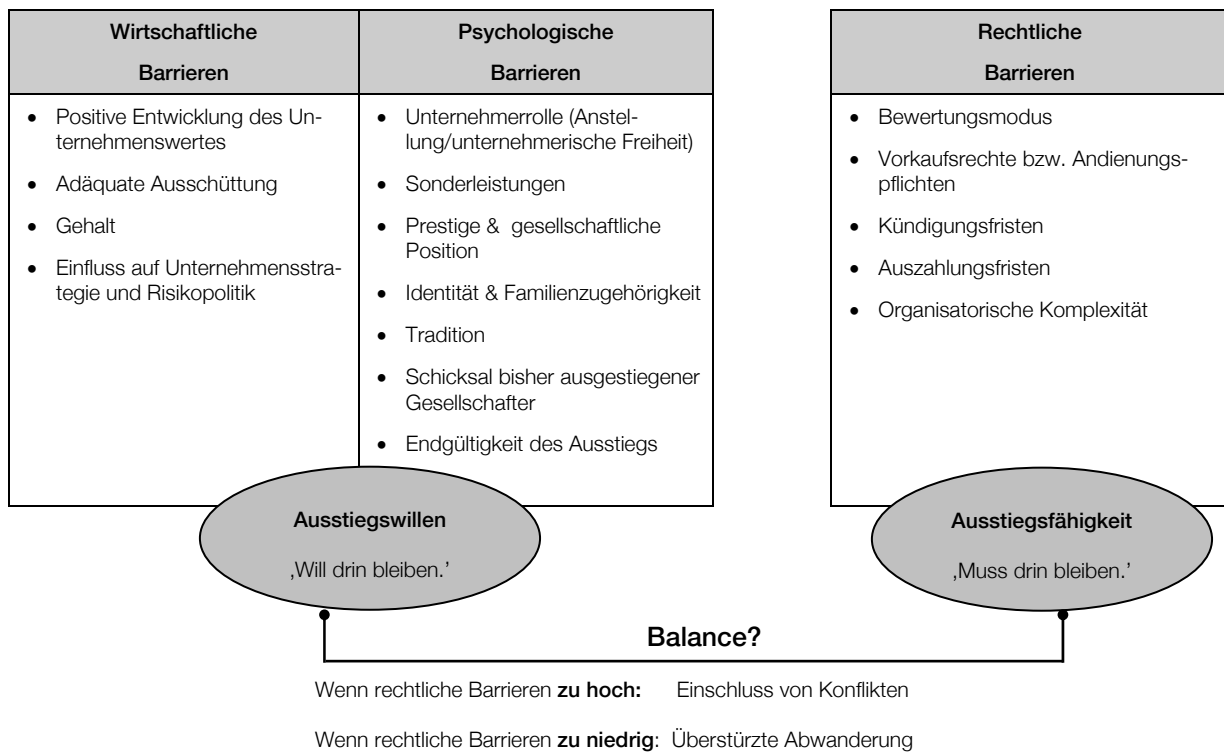 Wirtschaftliche
Barrieren
• Positive Entwicklung des Un-
ternehmenswertes
• Adäquate Ausschüttung
• Gehalt
• Einfluss auf Unternehmensstra-
tegie und Risikopolitik
Psychologische
Barrieren
• Unternehmerrolle (Anstel-
lung/unternehmerische Freiheit)
• Sonderleistungen
• Prestige & gesellschaftliche
Position
• Identität & Familienzugehörigkeit
• Tradition
• Schicksal bisher ausgestiegener
Gesellschafter
• Endgültigkeit des Ausstiegs
Rechtliche
Barrieren
• Bewertungsmodus
• Vorkaufsrechte bzw. Andienungs-
pflichten
• Kündigungsfristen
• Auszahlungsfristen
• Organisatorische Komplexität
Ausstiegswillen
‚Will drin bleiben.’
Ausstiegsfähigkeit
‚Muss drin bleiben.’
Balance?
Wenn rechtliche Barrieren zu hoch: Einschluss von Konflikten
Wenn rechtliche Barrieren zu niedrig: Überstürzte Abwanderung